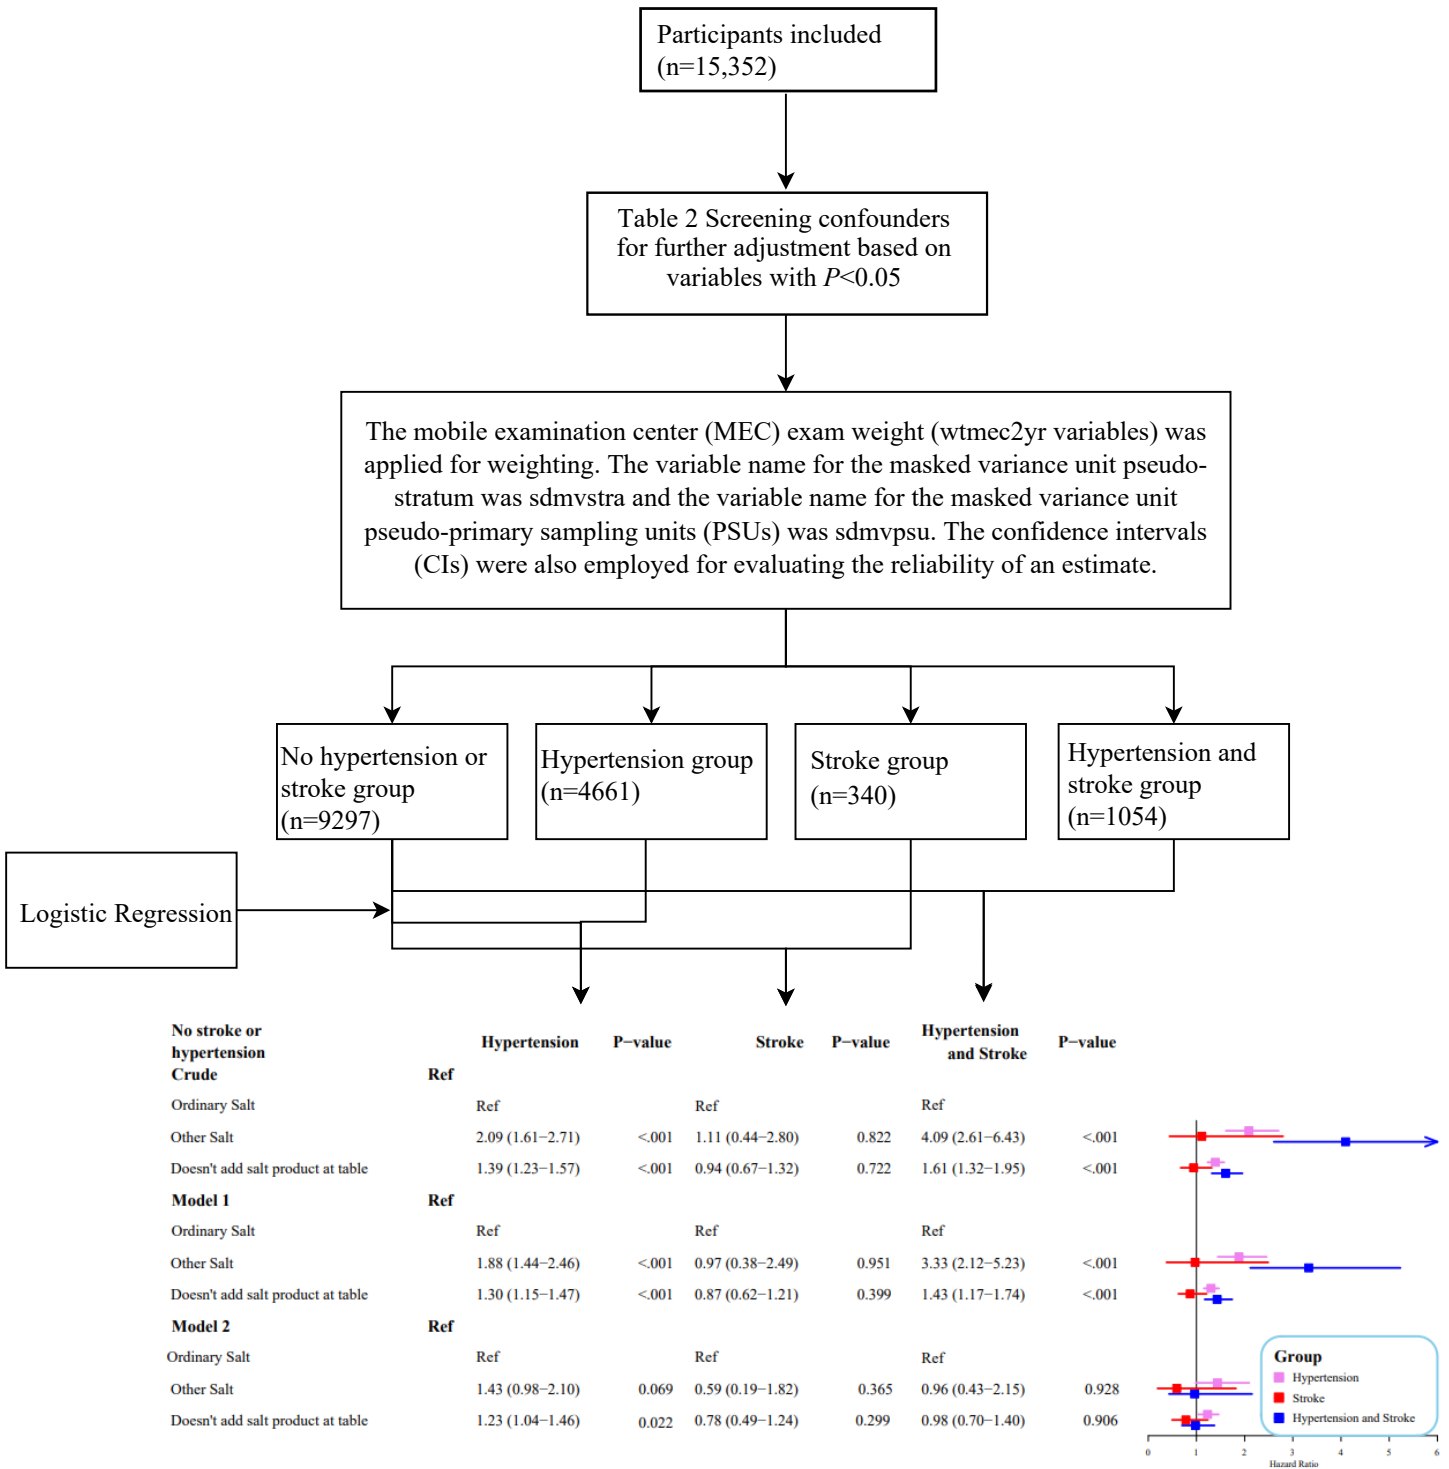 Participants included
(n=15,352)
Table 2 Screening confounders
for further adjustment based on
variables with P<0.05
The mobile examination center (MEC) exam weight (wtmec2yr variables) was
applied for weighting. The variable name for the masked variance unit pseudo-
stratum was sdmvstra and the variable name for the masked variance unit
pseudo-primary sampling units (PSUs) was sdmvpsu. The confidence intervals
(CIs) were also employed for evaluating the reliability of an estimate.
No hypertension or
stroke group
(n=9297)
Hypertension group
(n=4661)
Stroke group
(n=340)
Hypertension and
stroke group
(n=1054)
Logistic Regression
No stroke or
hypertension
Hypertension P−value Stroke P−value Hypertension
and Stroke P−value
Crude Ref
Ordinary Salt Ref Ref Ref
Other Salt 2.09 (1.61−2.71) <.001 1.11 (0.44−2.80) 0.822 4.09 (2.61−6.43) <.001
Doesn't add salt product at table 1.39 (1.23−1.57) <.001 0.94 (0.67−1.32) 0.722 1.61 (1.32−1.95) <.001
Model 1 Ref
Ordinary Salt Ref Ref Ref
Other Salt 1.88 (1.44−2.46) <.001 0.97 (0.38−2.49) 0.951 3.33 (2.12−5.23) <.001
Doesn't add salt product at table 1.30 (1.15−1.47) <.001 0.87 (0.62−1.21) 0.399 1.43 (1.17−1.74) <.001
Model 2 Ref
Ordinary Salt Ref Ref Ref
Other Salt 1.43 (0.98−2.10) 0.069 0.59 (0.19−1.82) 0.365 0.96 (0.43−2.15) 0.928
Doesn't add salt product at table 1.23 (1.04−1.46) 0.022 0.78 (0.49−1.24) 0.299 0.98 (0.70−1.40) 0.906
Group
Hypertension
Stroke
Hypertension and Stroke
0 1 2 3 4 5 6
Hazard Ratio